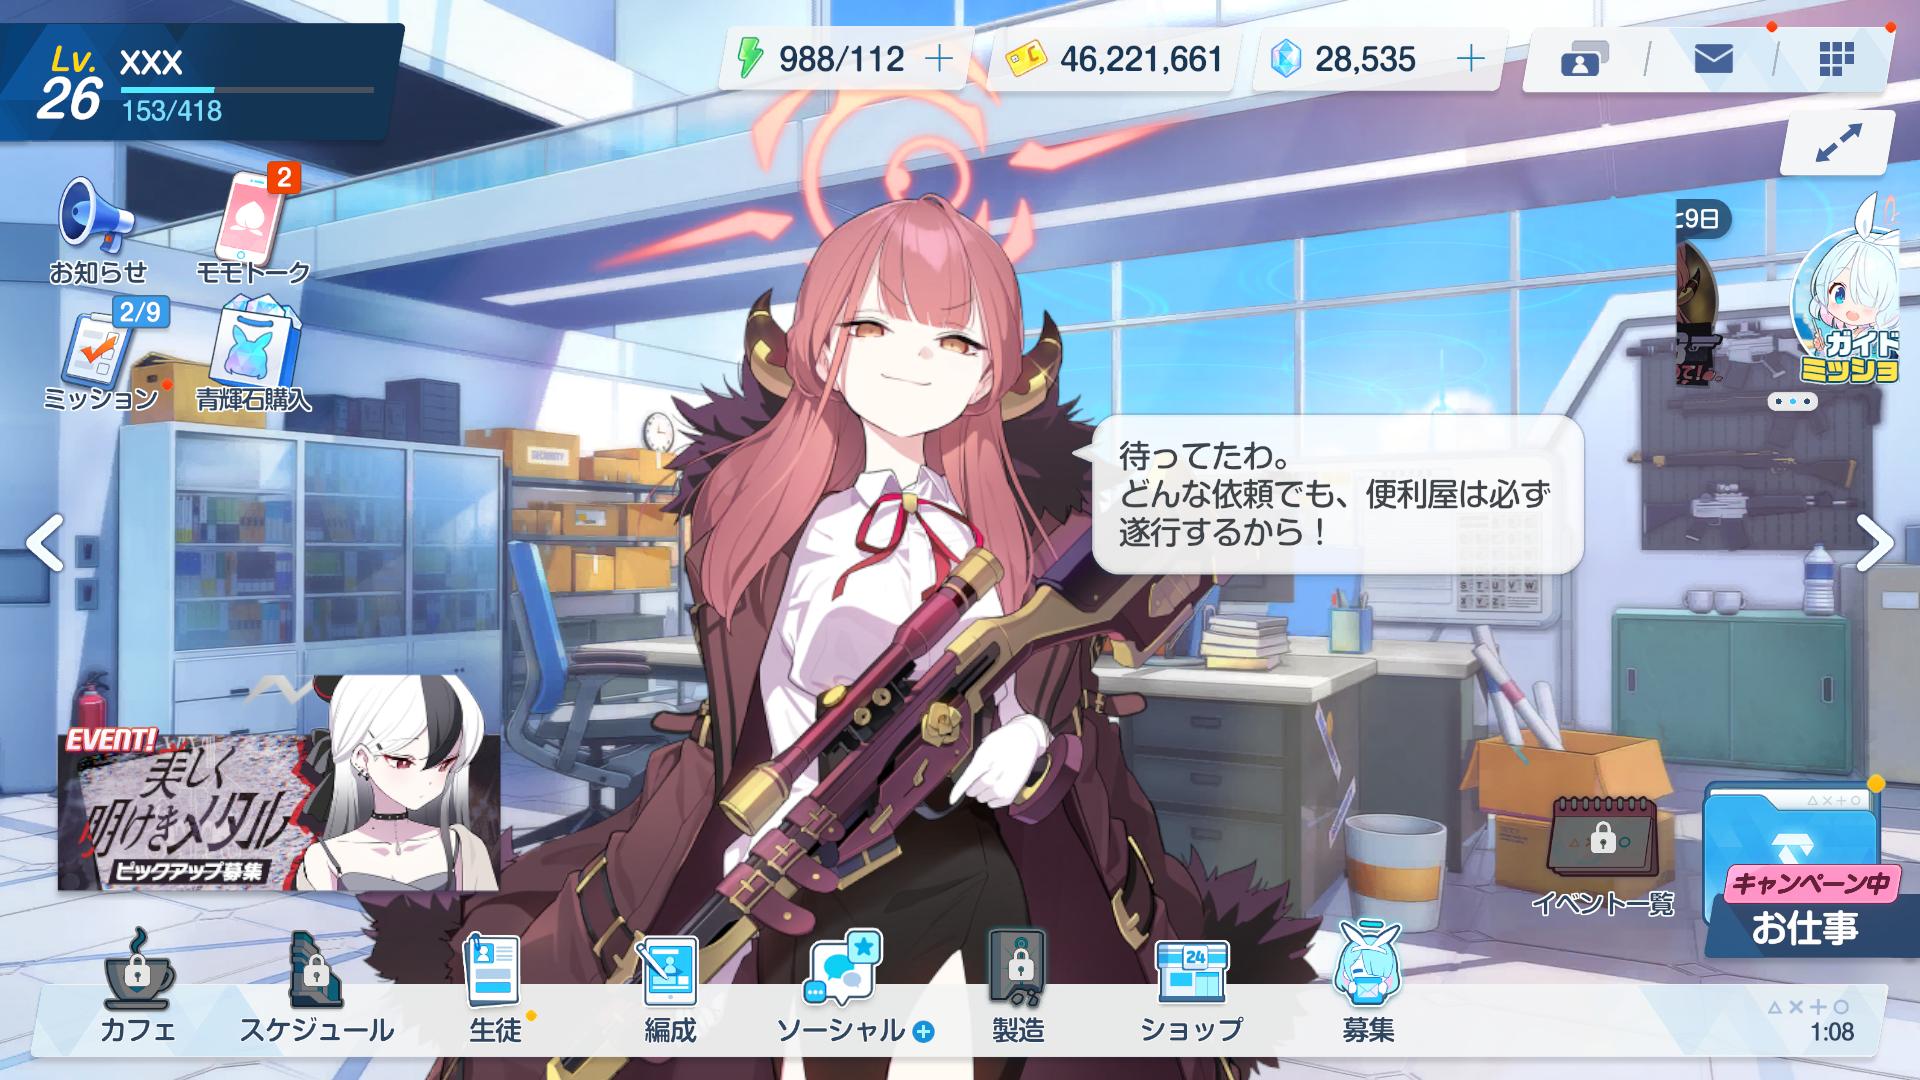 Lv. 26
XXX
153/418
988/112
46,221,661
28,535
お知らせ
2
モモトーク
2/9
ミッション
青輝石購入
と9日
ガイド
ミッショ
SECURITY
待ってたわ。
どんな依頼でも、便利屋は必ず
遂行するから！
S T U V W
X Y Z
EVENT!
美しく
明けきメタル
ピックアップ募集
イベント一覧
キャンペーン中
お仕事
カフェ
スケジュール
生徒
編成
ソーシャル
製造
24
ショップ
募集
1:08